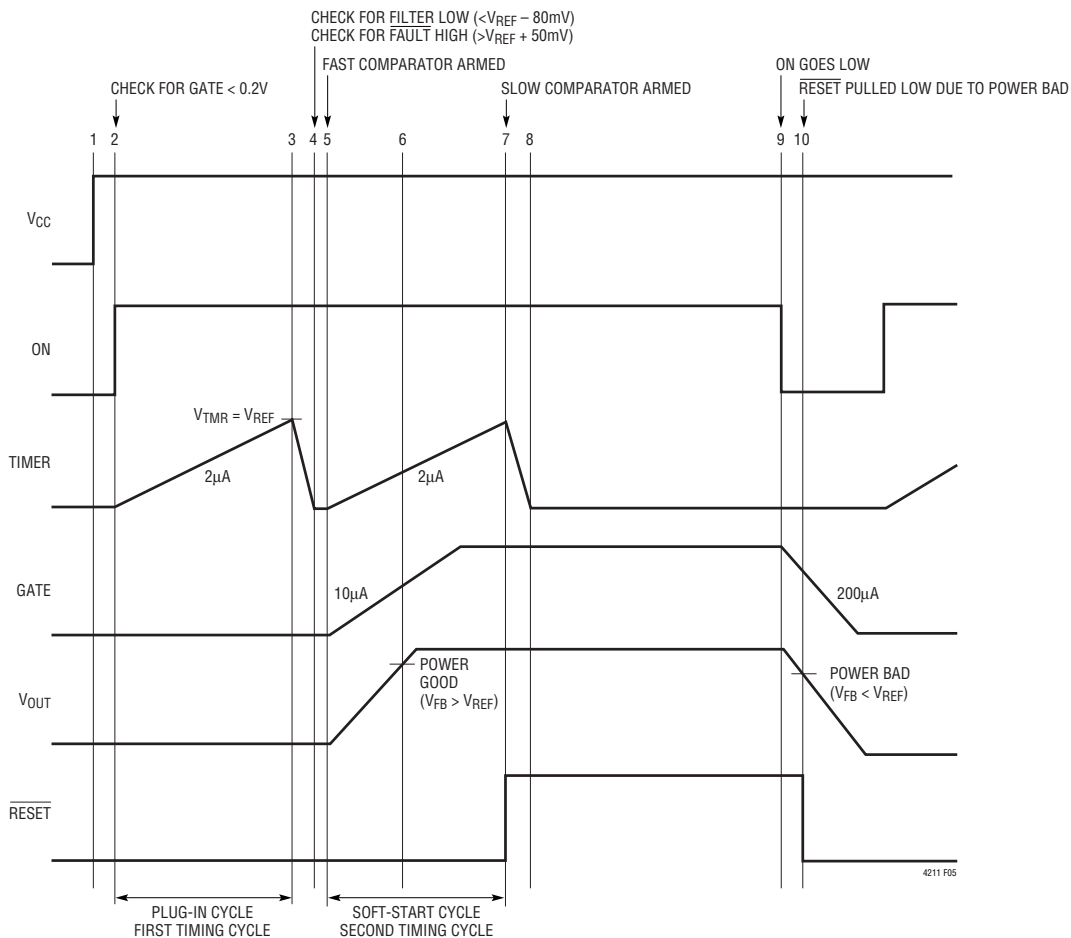 CHECK FOR FILTER LOW (<VREF – 80mV)
CHECK FOR FAULT HIGH (>VREF + 50mV)
FAST COMPARATOR ARMED
ON GOES LOW
CHECK FOR GATE < 0.2V
SLOW COMPARATOR ARMED
RESET PULLED LOW DUE TO POWER BAD
1 2 3 4 5 6 7 8 9 10
VCC
ON
VTMR = VREF
TIMER
2µA
2µA
GATE
10µA
200µA
POWER
GOOD
(VFB > VREF)
POWER BAD
(VFB < VREF)
VOUT
RESET
4211 F05
PLUG-IN CYCLE
FIRST TIMING CYCLE
SOFT-START CYCLE
SECOND TIMING CYCLE